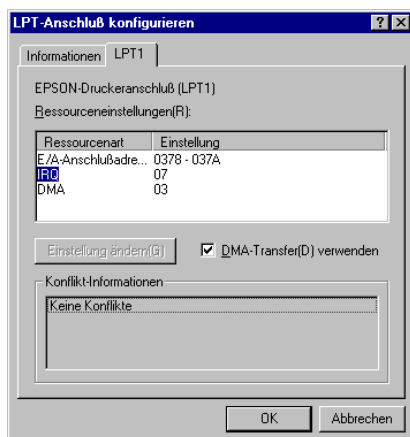 LPT-Anschluß konfigurieren
Informationen LPT1
EPSON-Druckeranschluß (LPT1)
Ressourceneinstellungen(R):
Ressourcenart Einstellung
E/A-Anschlußadre... 0378 - 037A
IRQ 07
DMA 03
Einstellung ändern(G) DMA-Transfer(D) verwenden
Konflikt-Informationen
Keine Konflikte
OK Abbrechen